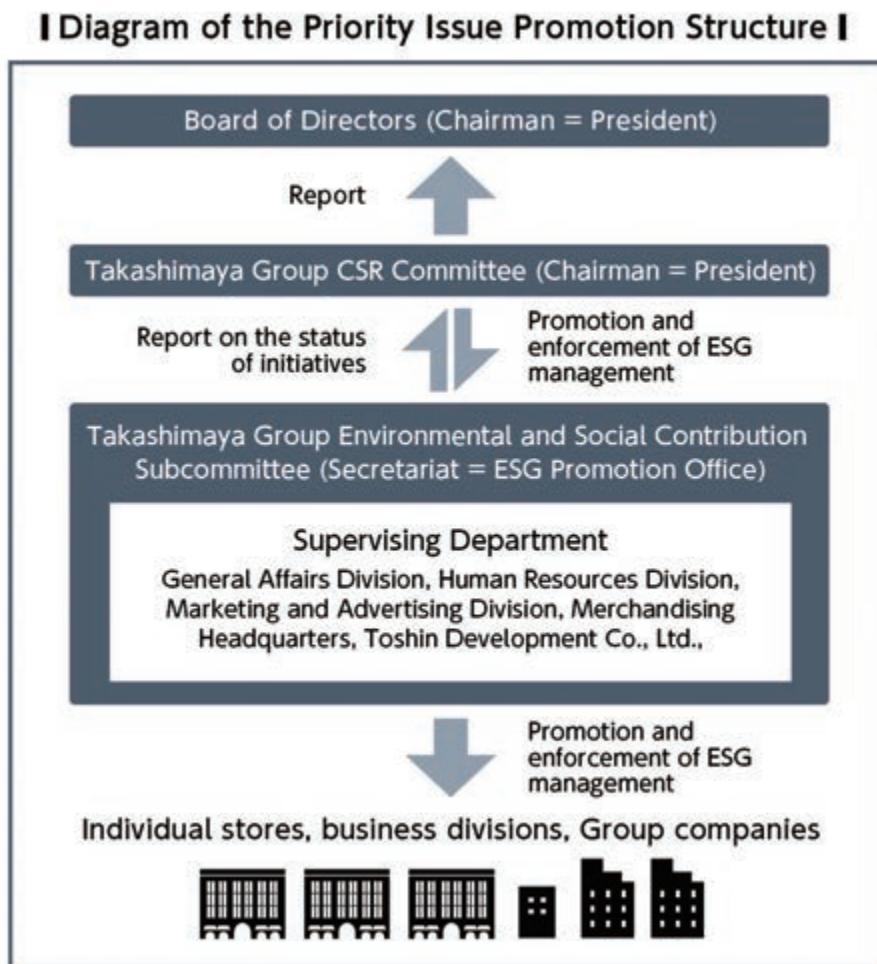 Diagram of the Priority Issue Promotion Structure
Board of Directors (Chairman = President)
Report
Takashimaya Group CSR Committee (Chairman = President)
Report on the status
of initiatives
Promotion and
enforcement of ESG
management
Takashimaya Group Environmental and Social Contribution
Subcommittee (Secretariat = ESG Promotion Office)
Supervising Department
General Affairs Division, Human Resources Division,
Marketing and Advertising Division, Merchandising
Headquarters, Toshin Development Co., Ltd.,
Promotion and
enforcement of ESG
management
Individual stores, business divisions, Group companies